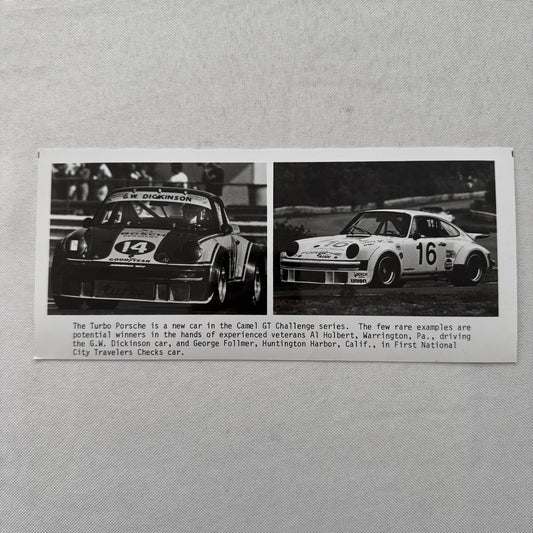 G.W. DICKINSON
BOSCH
14
GOODYEAR
16
BOSCH
The Turbo Porsche is a new car in the Camel GT Challenge series. The few rare examples are
potential winners in the hands of experienced veterans Al Holbert, Warrington, Pa., driving
the G.W. Dickinson car, and George Follmer, Huntington Harbor, Calif., in First National
City Travelers Checks car.